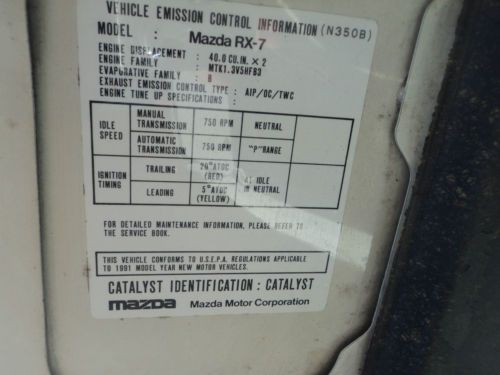 VEHICLE EMISSION CONTROL INFORMATION (N350B)
MODEL : Mazda RX-7
ENGINE DISPLACEMENT : 40.0 CU.IN. × 2
ENGINE FAMILY : MTK1.3V5HFB3
EVAPORATIVE FAMILY : B
EXHAUST EMISSION CONTROL TYPE : AIP/OC/TWC
ENGINE TUNE UP SPECIFICATIONS :
IDLE SPEED
MANUAL TRANSMISSION 750 RPM NEUTRAL
AUTOMATIC TRANSMISSION 750 RPM "P" RANGE
IGNITION TIMING
TRAILING 20° ATDC (RED)
LEADING 5° ATDC (YELLOW)
AT IDLE IN NEUTRAL
FOR DETAILED MAINTENANCE INFORMATION, PLEASE REFER TO
THE SERVICE BOOK.
THIS VEHICLE CONFORMS TO U.S.E.P.A. REGULATIONS APPLICABLE
TO 1991 MODEL YEAR NEW MOTOR VEHICLES.
CATALYST IDENTIFICATION : CATALYST
mazda Mazda Motor Corporation